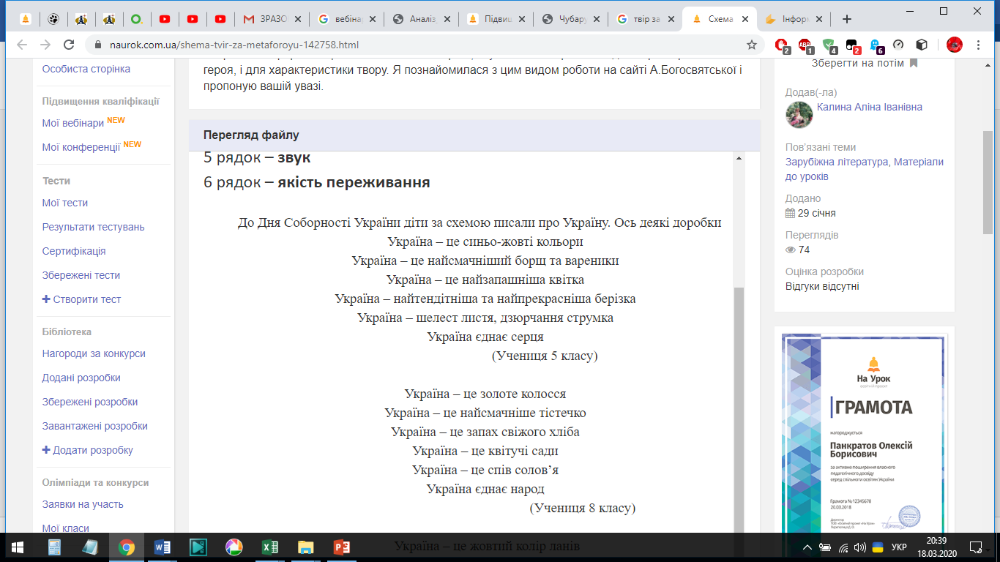 ЗРАЗО
вебінар
Аналіз
Підвищ
Чубару
твір за
Схема
Інформ
naurok.com.ua/shema-tvir-za-metaforoyu-142758.html
2
1
4
2
6
героя, і для характеристики твору. Я познайомилася з цим видом роботи на сайті А.Богосвятської і
пропоную вашій увазі.
Особиста сторінка
Підвищення кваліфікації
Мої вебінари NEW
Мої конференції NEW
Тести
Мої тести
Результати тестувань
Сертифікація
Збережені тести
+ Створити тест
Бібліотека
Нагороди за конкурси
Додані розробки
Збережені розробки
Завантажені розробки
+ Додати розробку
Олімпіади та конкурси
Заявки на участь
Мої класи
Перегляд файлу
5 рядок – звук
6 рядок – якість переживання
До Дня Соборності України діти за схемою писали про Україну. Ось деякі доробки
Україна – це синьо-жовті кольори
Україна – це найсмачніший борщ та вареники
Україна – це найзапашніша квітка
Україна – найтендітніша та найпрекрасніша берізка
Україна – шелест листя, дзюрчання струмка
Україна єднає серця
(Учениця 5 класу)
Україна – це золоте колосся
Україна – це найсмачніше тістечко
Україна – це запах свіжого хліба
Україна – це квітучі сади
Україна – це спів солов’я
Україна єднає народ
(Учениця 8 класу)
Україна – це жовтий колір ланів
Зберегти на потім
Додав(-ла)
Калина Аліна Іванівна
Пов’язані теми
Зарубіжна література, Матеріали
до уроків
Додано
29 січня
Переглядів
74
Оцінка розробки
Відгуки відсутні
На Урок
ГРАМОТА
нагороджується
Панкратов Олексій
Борисович
за активне поширення власного
педагогічного досвіду
серед спільноти освітян України
Грамота №12345678
20.03.2018
Директор
УКР
20:39
18.03.2020